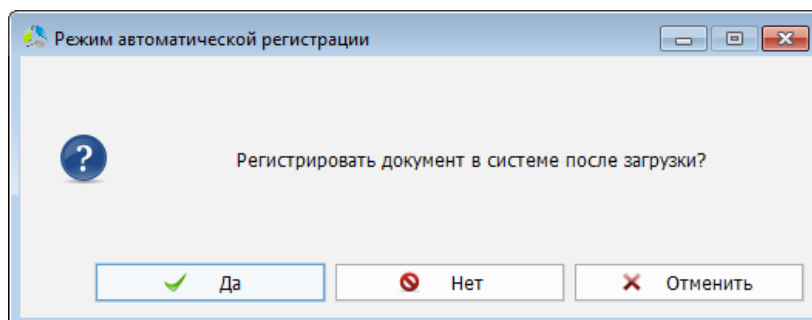 Режим автоматической регистрации
Регистрировать документ в системе после загрузки?
Да
Нет
Отменить